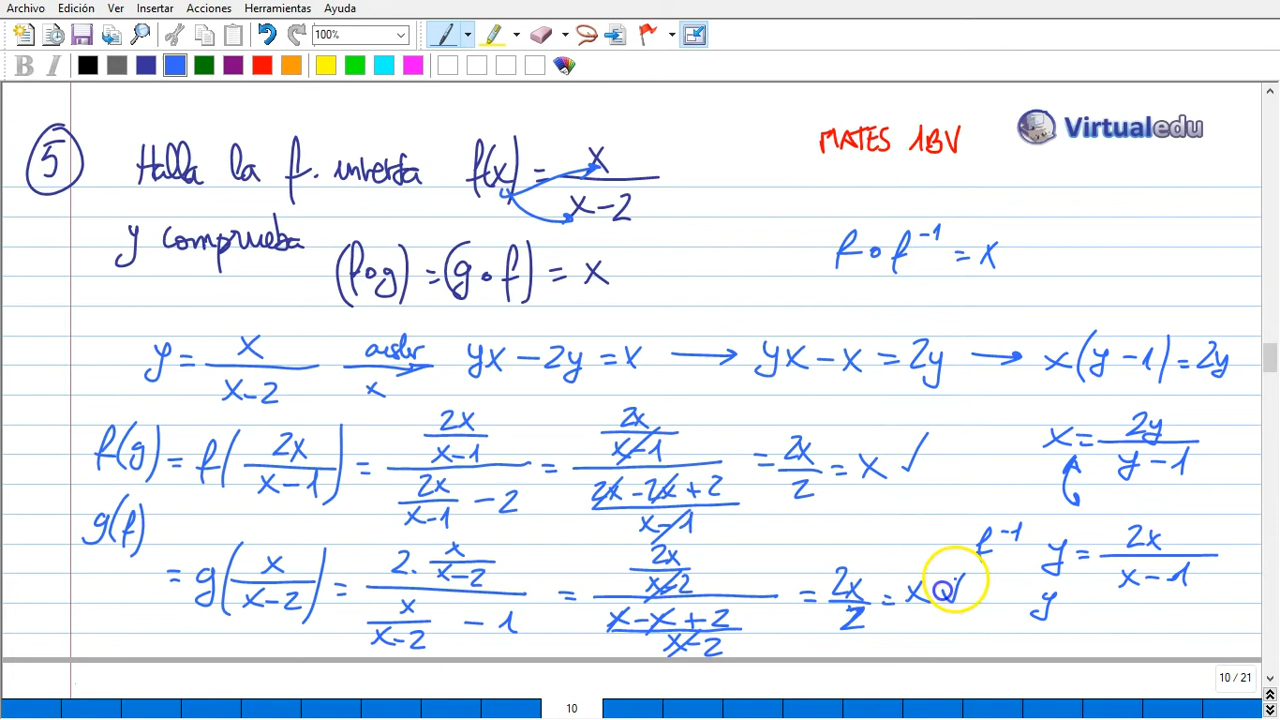 Archivo Edición Ver Insertar Acciones Herramientas Ayuda
100%
B I
MATES 1BV
Virtualedu
5 Halla la f. inversa f(x) = x/(x-2)
y comprueba (f∘g) = (g∘f) = x
f∘f⁻¹ = x
y = x/(x-2) → x yx - 2y = x → yx - x = 2y → x(y-1) = 2y
x = 2y/(y-1)
f(g) = f(2x/(x-1)) = (2x/(x-1))/(2x/(x-1) - 2) = (2x/(x-1))/((2x-2x+2)/(x-1)) = 2x/2 = x ✓
g(f)
= g(x/(x-2)) = (2·x/(x-2))/(x/(x-2) - 1) = (2x/(x-2))/((x-x+2)/(x-2)) = 2x/2 = x
f⁻¹ y = 2x/(x-1)
g
10 / 21
10